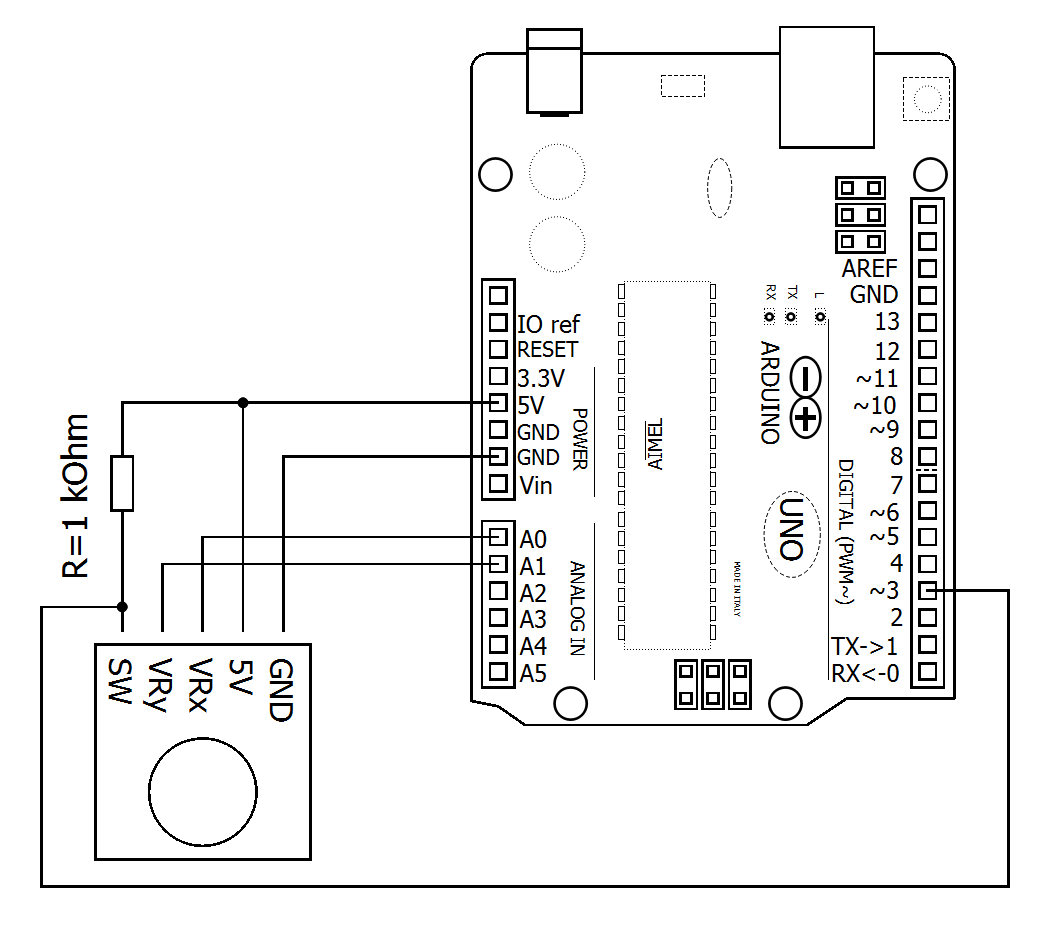 AREF
GND
13
12
~11
~10
~9
8
7
~6
~5
4
~3
2
TX->1
RX<-0
RX
TX
L
ARDUINO
UNO
DIGITAL (PWM~)
MADE IN ITALY
AIMEL
IO ref
RESET
3.3V
5V
GND
GND
Vin
POWER
A0
A1
A2
A3
A4
A5
ANALOG IN
R=1 kOhm
SW
VRy
VRx
5V
GND